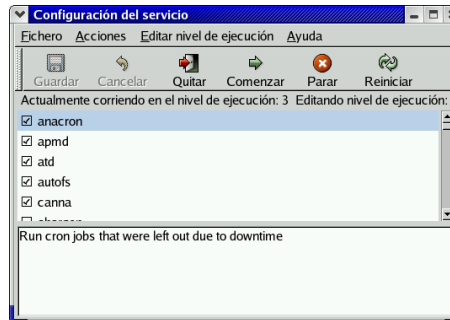 Configuración del servicio
Fichero Acciones Editar nivel de ejecución Ayuda
Guardar Cancelar Quitar Comenzar Parar Reiniciar
Actualmente corriendo en el nivel de ejecución: 3 Editando nivel de ejecución:
anacron
apmd
atd
autofs
canna
Run cron jobs that were left out due to downtime